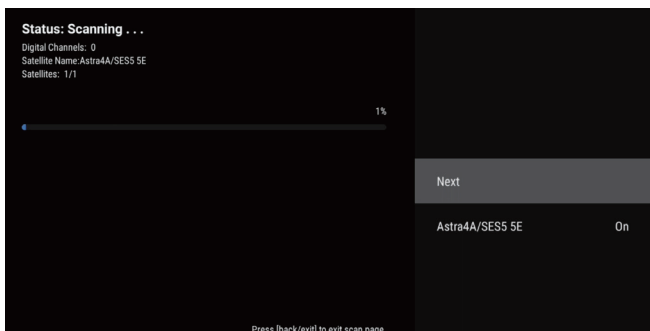 Status: Scanning . . .
Digital Channels: 0
Satellite Name:Astra4A/SES5 5E
Satellites: 1/1
1%
Next
Astra4A/SES5 5E On
Press [back/exit] to exit scan page